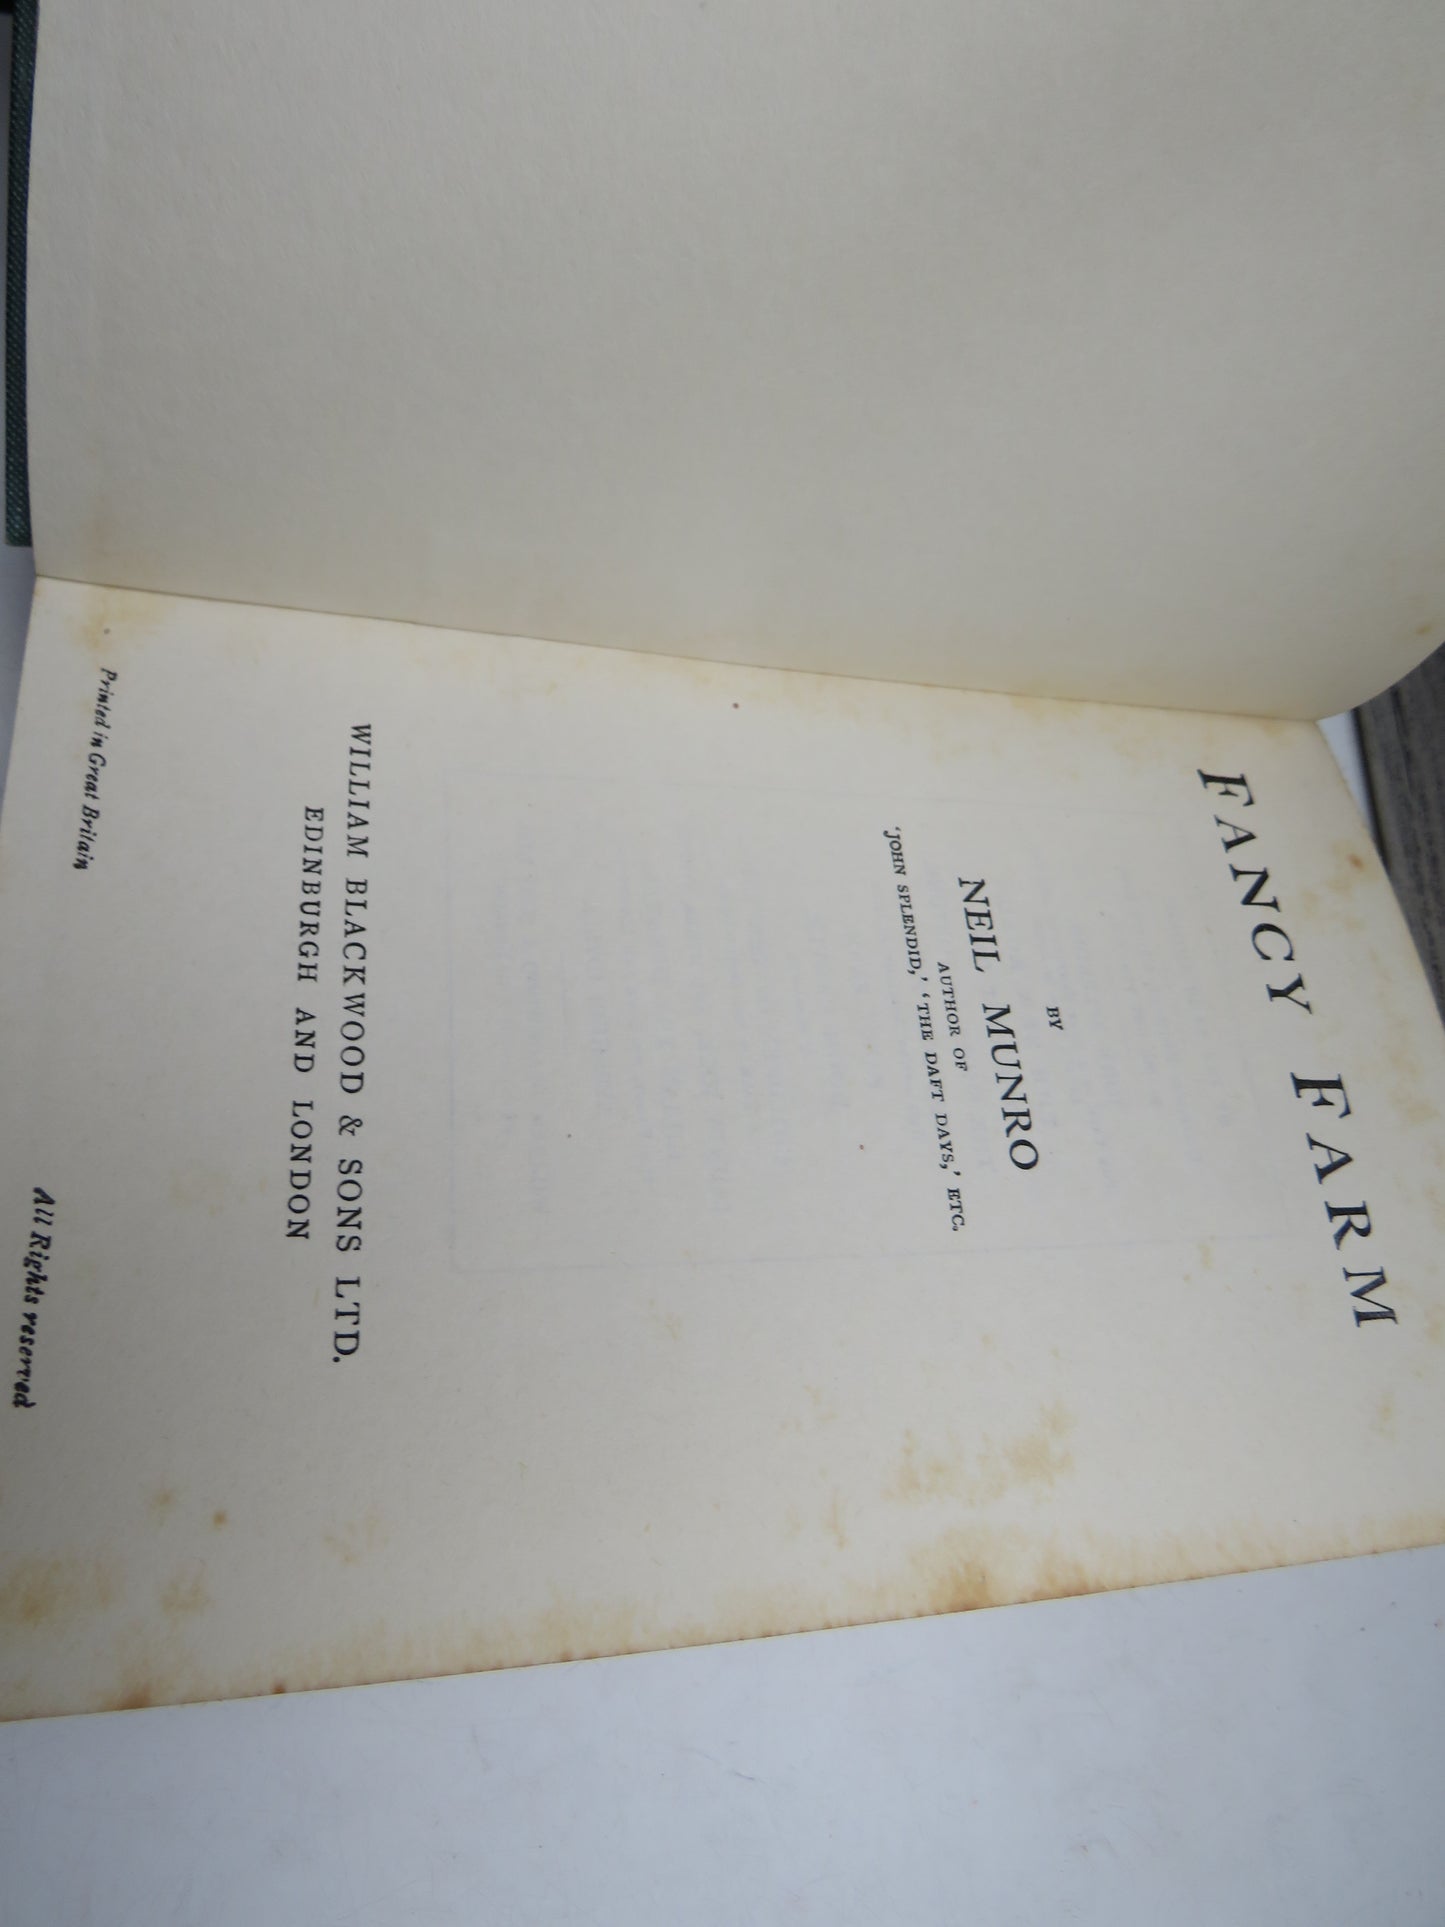 FANCY FARM
BY
NEIL MUNRO
AUTHOR OF
'JOHN SPLENDID,' 'THE DAFT DAYS,' ETC.
WILLIAM BLACKWOOD & SONS LTD.
EDINBURGH AND LONDON
Printed in Great Britain
All Rights reserved